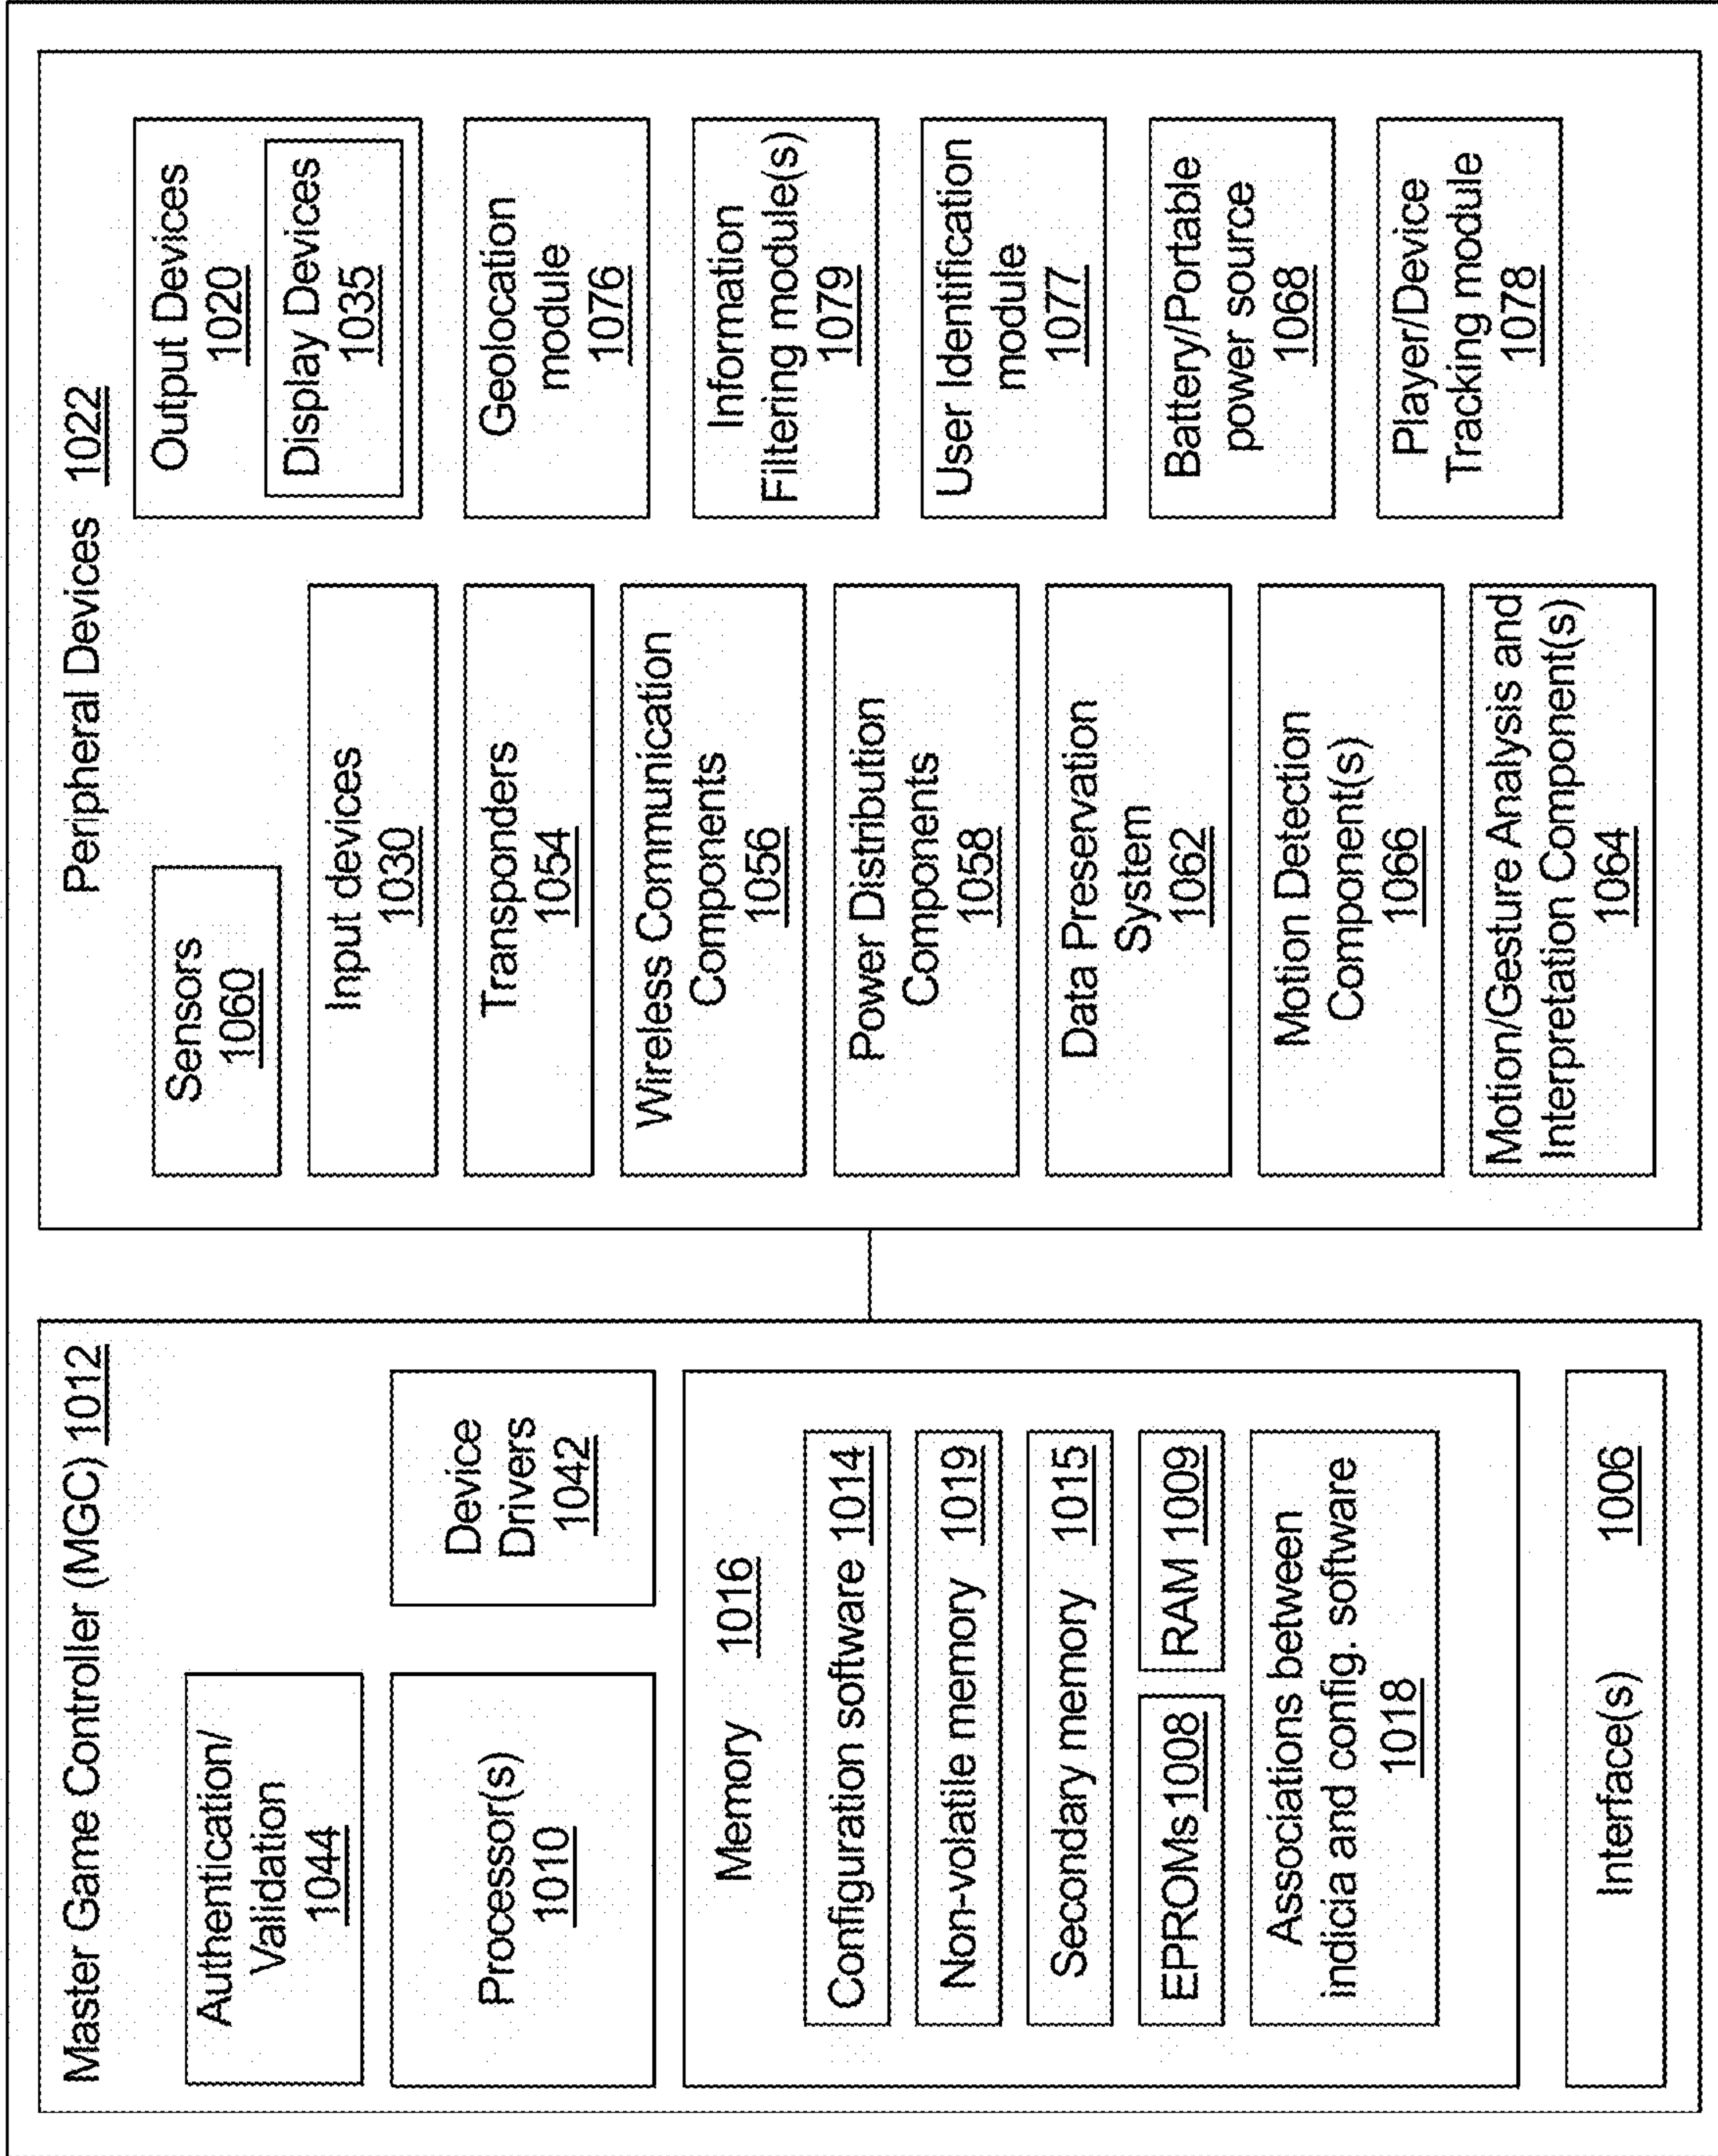 Master Game Controller (MGC) 1012
Authentication/
Validation
1044
Processor(s)
1010
Device
Drivers
1042
Memory 1016
Configuration software 1014
Non-volatile memory 1019
Secondary memory 1015
EPROMs 1008
RAM 1009
Associations between
indicia and config. software
1018
Interface(s) 1006
Peripheral Devices 1022
Sensors
1060
Input devices
1030
Transponders
1054
Wireless Communication
Components
1056
Power Distribution
Components
1058
Data Preservation
System
1062
Motion Detection
Component(s)
1066
Motion/Gesture Analysis and
Interpretation Component(s)
1064
Output Devices
1020
Display Devices
1035
Geolocation
module
1076
Information
Filtering module(s)
1079
User Identification
module
1077
Battery/Portable
power source
1068
Player/Device
Tracking module
1078